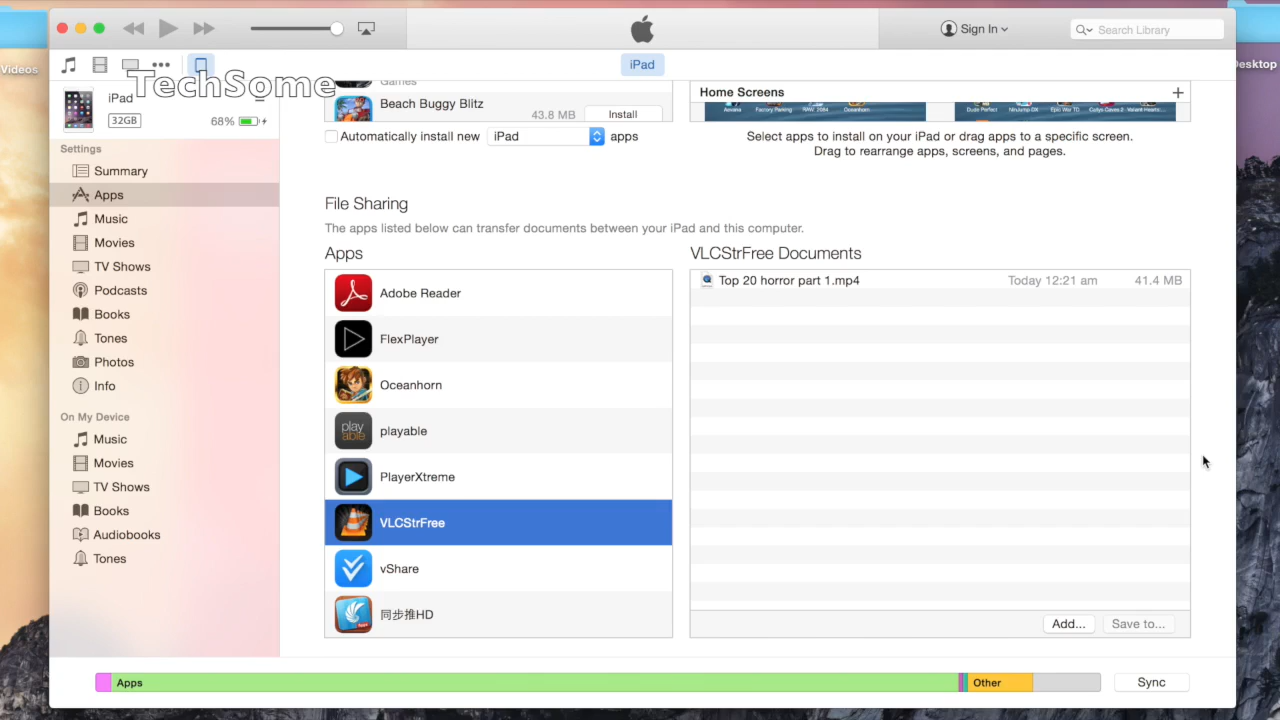 Sign In
Search Library
Videos
Desktop
TechSome
iPad
iPad
32GB
68%
Games
Beach Buggy Blitz
43.8 MB
Install
Automatically install new iPad apps
Home Screens
Select apps to install on your iPad or drag apps to a specific screen.
Drag to rearrange apps, screens, and pages.
Settings
Summary
Apps
Music
Movies
TV Shows
Podcasts
Books
Tones
Photos
Info
On My Device
Music
Movies
TV Shows
Books
Audiobooks
Tones
File Sharing
The apps listed below can transfer documents between your iPad and this computer.
Apps
Adobe Reader
FlexPlayer
Oceanhorn
play able
playable
PlayerXtreme
VLCStrFree
vShare
同步推HD
VLCStrFree Documents
Top 20 horror part 1.mp4 Today 12:21 am 41.4 MB
Add...
Save to...
Apps
Other
Sync